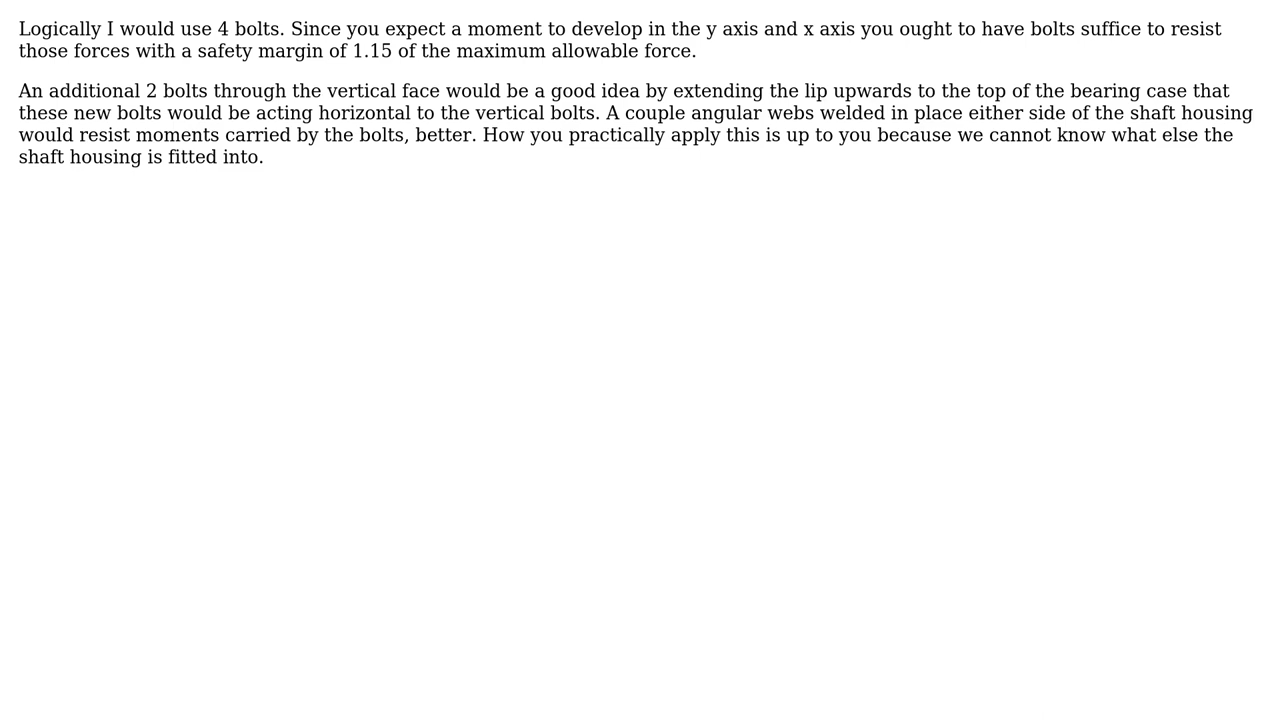 Logically I would use 4 bolts. Since you expect a moment to develop in the y axis and x axis you ought to have bolts suffice to resist
those forces with a safety margin of 1.15 of the maximum allowable force.
An additional 2 bolts through the vertical face would be a good idea by extending the lip upwards to the top of the bearing case that
these new bolts would be acting horizontal to the vertical bolts. A couple angular webs welded in place either side of the shaft housing
would resist moments carried by the bolts, better. How you practically apply this is up to you because we cannot know what else the
shaft housing is fitted into.